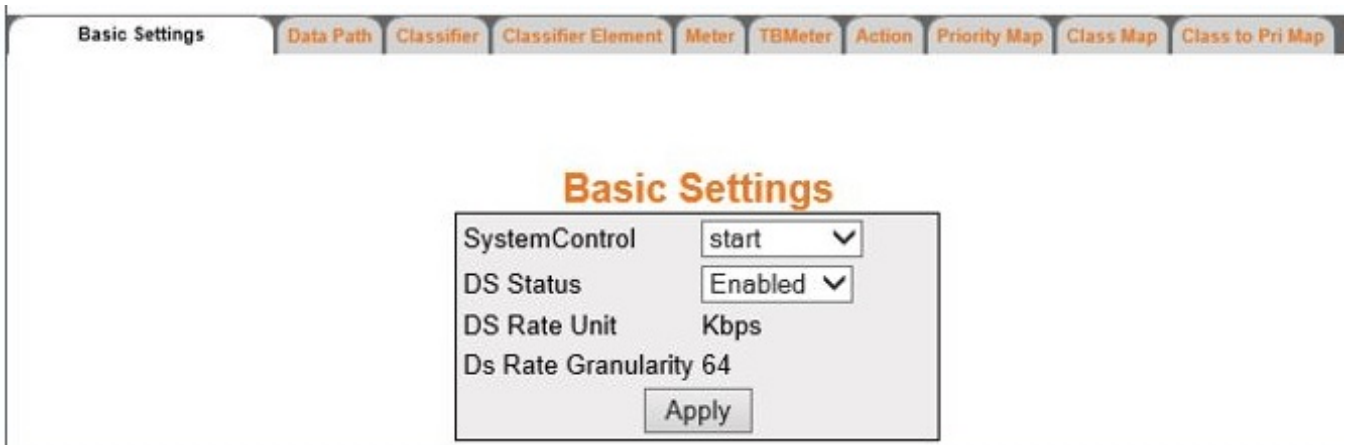 Basic Settings Data Path Classifier Classifier Element Meter TBMeter Action Priority Map Class Map Class to Pri Map
Basic Settings
SystemControl start
DS Status Enabled
DS Rate Unit Kbps
Ds Rate Granularity 64
Apply